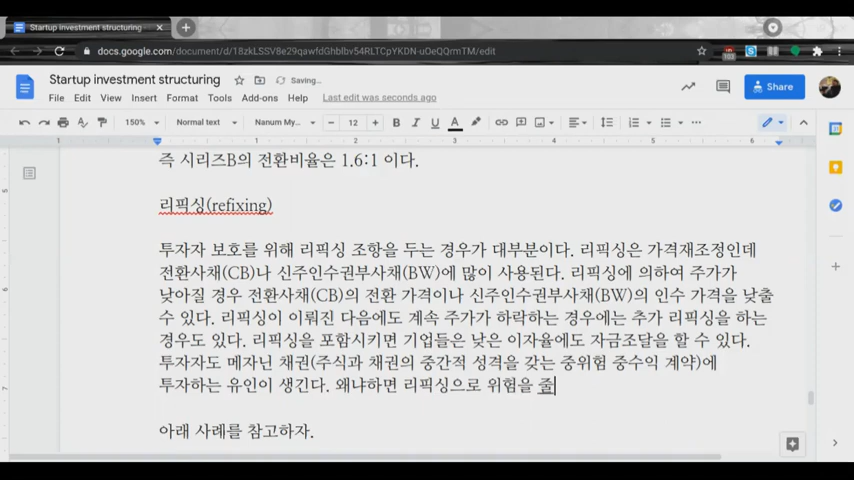 Startup investment structuring
docs.google.com/document/d/18zkLSSV8e29qawfdGhblbv54RLTCpYKDN-uOeQQrmTM/edit
103
Startup investment structuring
Saving...
Share
File Edit View Insert Format Tools Add-ons Help Last edit was seconds ago
150% Normal text Nanum My... 12 B I U A
1 1 2 3 4 5 6
즉 시리즈B의 전환비율은 1.6:1 이다.
리픽싱(refixing)
투자자 보호를 위해 리픽싱 조항을 두는 경우가 대부분이다. 리픽싱은 가격재조정인데
전환사채(CB)나 신주인수권부사채(BW)에 많이 사용된다. 리픽싱에 의하여 주가가
낮아질 경우 전환사채(CB)의 전환 가격이나 신주인수권부사채(BW)의 인수 가격을 낮출
수 있다. 리픽싱이 이뤄진 다음에도 계속 주가가 하락하는 경우에는 추가 리픽싱을 하는
경우도 있다. 리픽싱을 포함시키면 기업들은 낮은 이자율에도 자금조달을 할 수 있다.
투자자도 메자닌 채권(주식과 채권의 중간적 성격을 갖는 중위험 중수익 계약)에
투자하는 유인이 생긴다. 왜냐하면 리픽싱으로 위험을 줄
아래 사례를 참고하자.
5
6
7